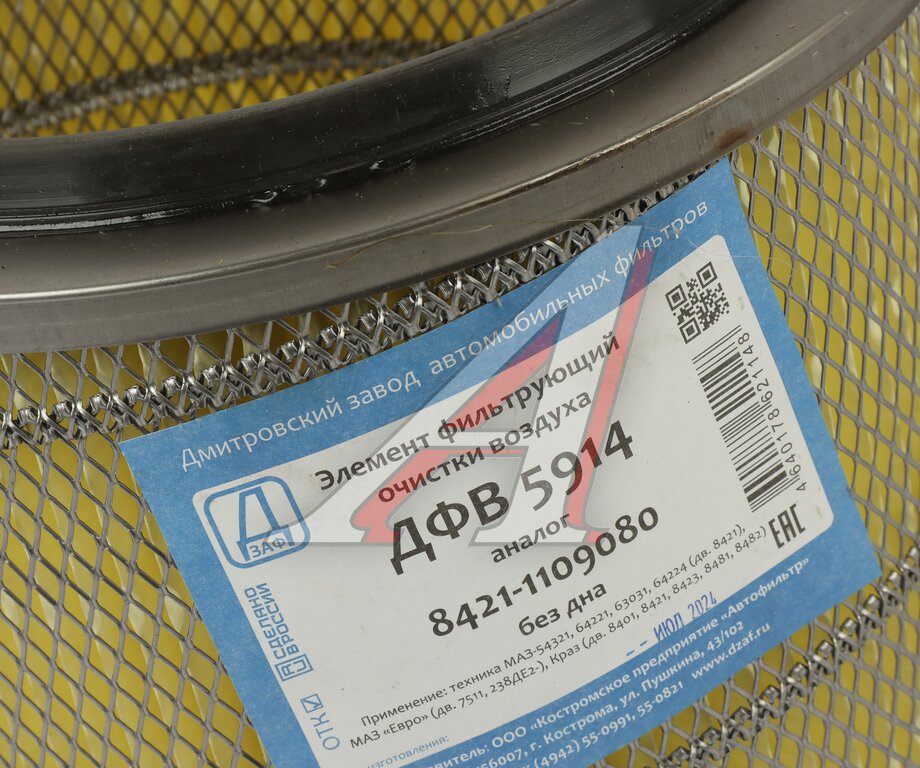 Дмитровский завод автомобильных фильтров
Элемент фильтрующий
очистки воздуха
ДФВ 5914
аналог
8421-1109080
без дна
ДЗАФ
СДЕЛАНО
В РОССИИ
ОТК
4640178621148
EAC
Применение: техника МАЗ-54321, 64221, 63031, 64224 (дв. 8421),
МАЗ «Евро» (дв. 7511, 238ДЕ2-), Краз (дв. 8401, 8421, 8423, 8481, 8482)
изготовления:
-- ИЮЛ 2024
ООО «Костромское предприятие «Автофильтр»
156007, г. Кострома, ул. Пушкина, 43/102
(4942) 55-0991, 55-0821 www.dzaf.ru